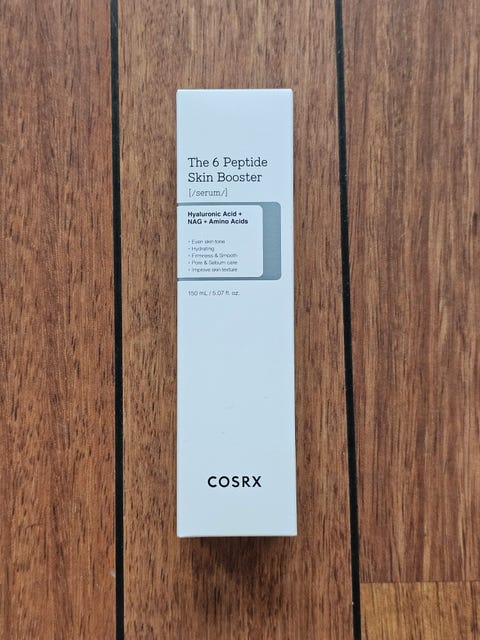 The 6 Peptide
Skin Booster
[/serum/]
Hyaluronic Acid +
NAG + Amino Acids
• Even skin tone
• Hydrating
• Firmness & Smooth
• Pore & Sebum care
• Improve skin texture
150 mL / 5.07 fl. oz.
COSRX